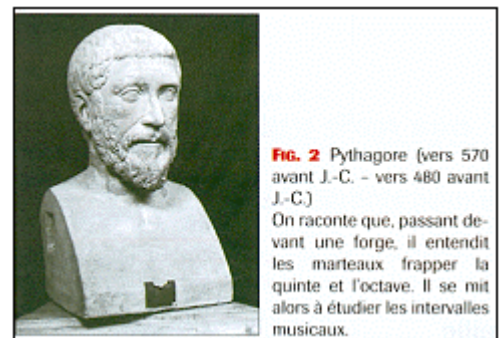 FIG. 2 Pythagore (vers 570
avant J.-C. – vers 480 avant
J.-C.)
On raconte que, passant de-
vant une forge, il entendit
les marteaux frapper la
quinte et l'octave. Il se mit
alors à étudier les intervalles
musicaux.